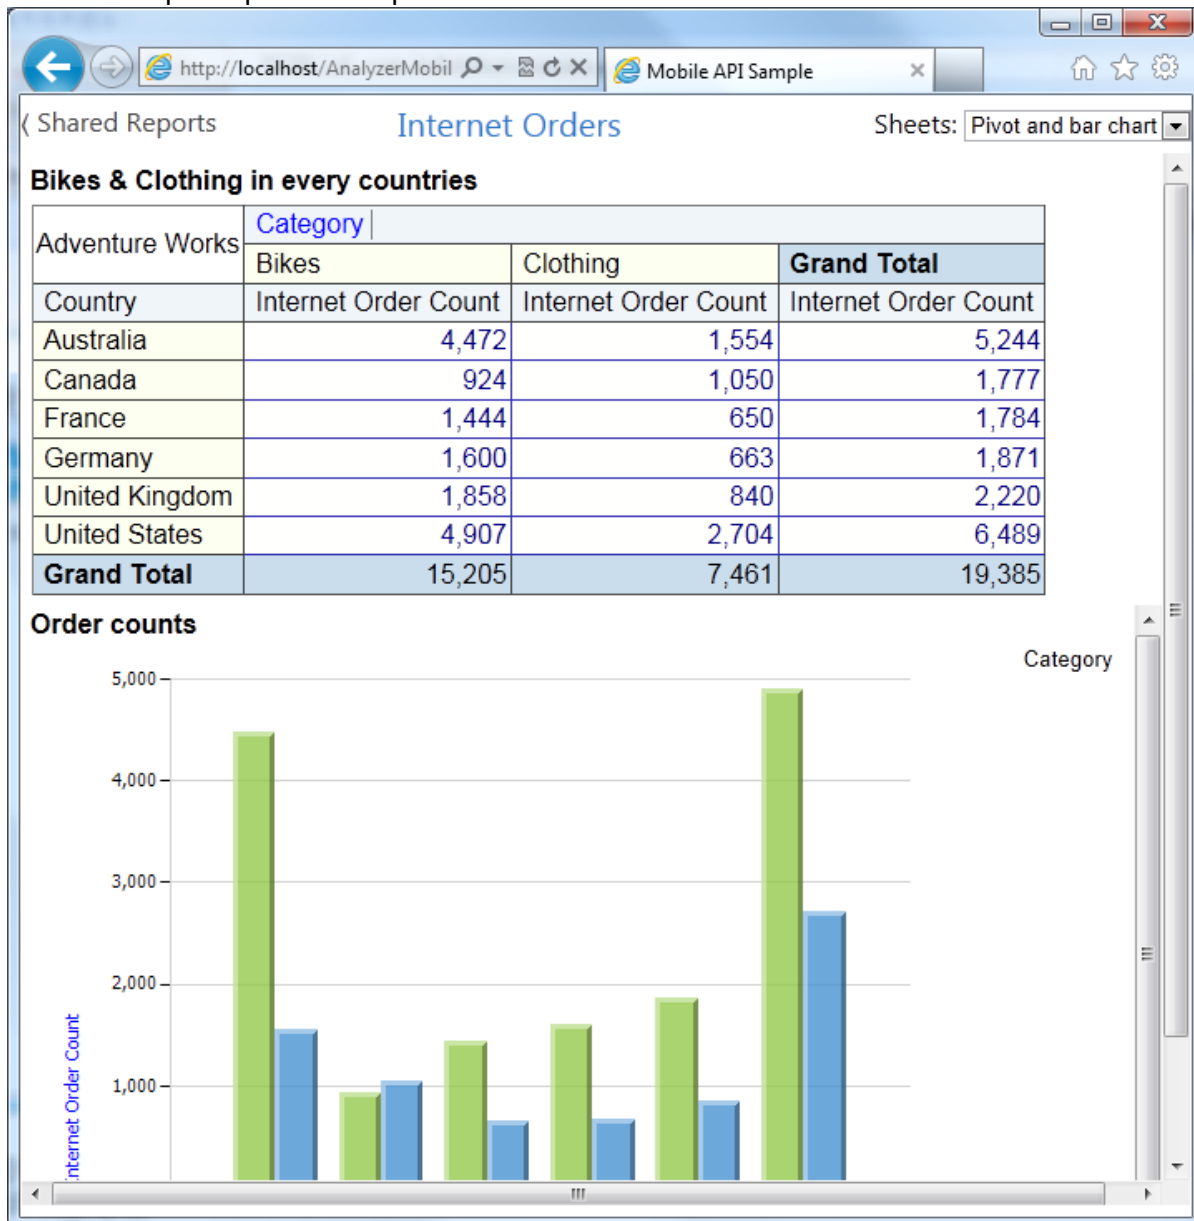 http://localhost/AnalyzerMobil
Mobile API Sample
Shared Reports Internet Orders Sheets: Pivot and bar chart
Bikes & Clothing in every countries
Adventure Works Category
Bikes Clothing Grand Total
Country Internet Order Count Internet Order Count Internet Order Count
Australia 4,472 1,554 5,244
Canada 924 1,050 1,777
France 1,444 650 1,784
Germany 1,600 663 1,871
United Kingdom 1,858 840 2,220
United States 4,907 2,704 6,489
Grand Total 15,205 7,461 19,385
Order counts
Category
5,000
4,000
3,000
2,000
1,000
Internet Order Count